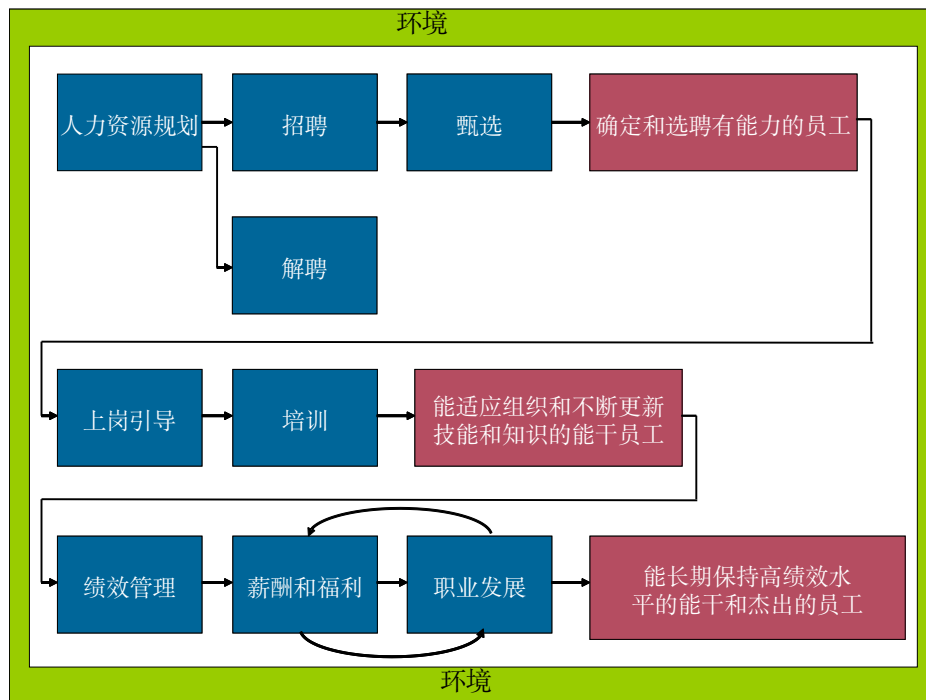 环境
人力资源规划
招聘
甄选
确定和选聘有能力的员工
解聘
上岗引导
培训
能适应组织和不断更新
技能和知识的能干员工
绩效管理
薪酬和福利
职业发展
能长期保持高绩效水
平的能干和杰出的员工
环境